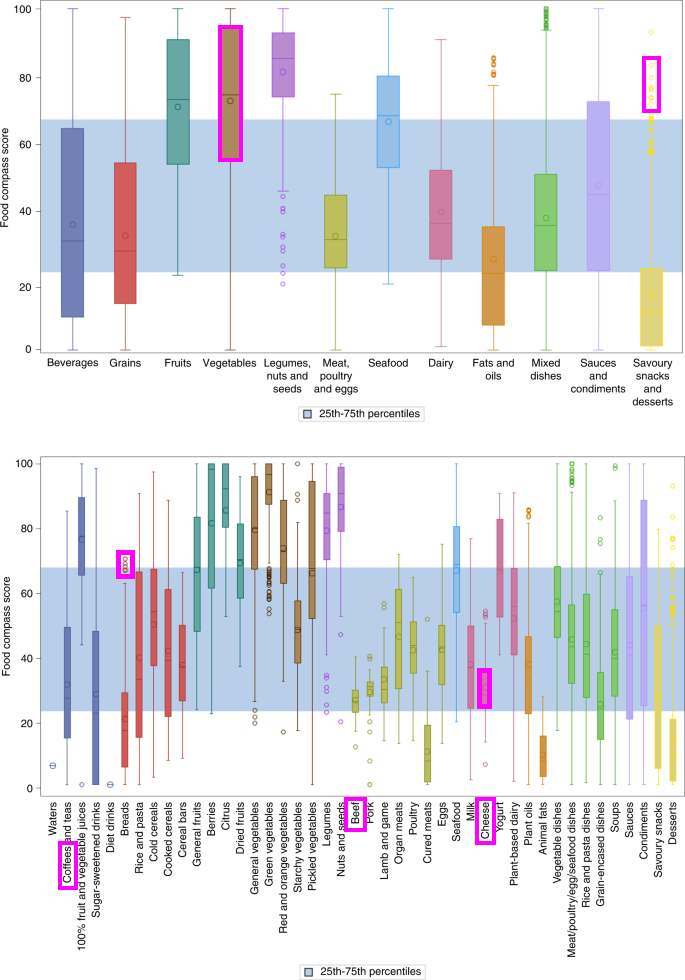 Food compass score
100
80
60
40
20
0
Beverages
Grains
Fruits
Vegetables
Legumes,
nuts and
seeds
Meat,
poultry
and eggs
Seafood
Dairy
Fats and
oils
Mixed
dishes
Sauces
and
condiments
Savoury
snacks
and
desserts
25th-75th percentiles
Food compass score
100
80
60
40
20
0
Waters
Coffees and teas
100% fruit and vegetable juices
Sugar-sweetened drinks
Diet drinks
Breads
Rice and pasta
Cold cereals
Cooked cereals
Cereal bars
General fruits
Berries
Citrus
Dried fruits
General vegetables
Green vegetables
Red and orange vegetables
Starchy vegetables
Pickled vegetables
Legumes
Nuts and seeds
Beef
Pork
Lamb and game
Organ meats
Poultry
Cured meats
Eggs
Seafood
Milk
Cheese
Yogurt
Plant-based dairy
Plant oils
Animal fats
Vegetable dishes
Meat/poultry/egg/seafood dishes
Rice and pasta dishes
Grain-encased dishes
Soups
Sauces
Condiments
Savoury snacks
Desserts
25th-75th percentiles